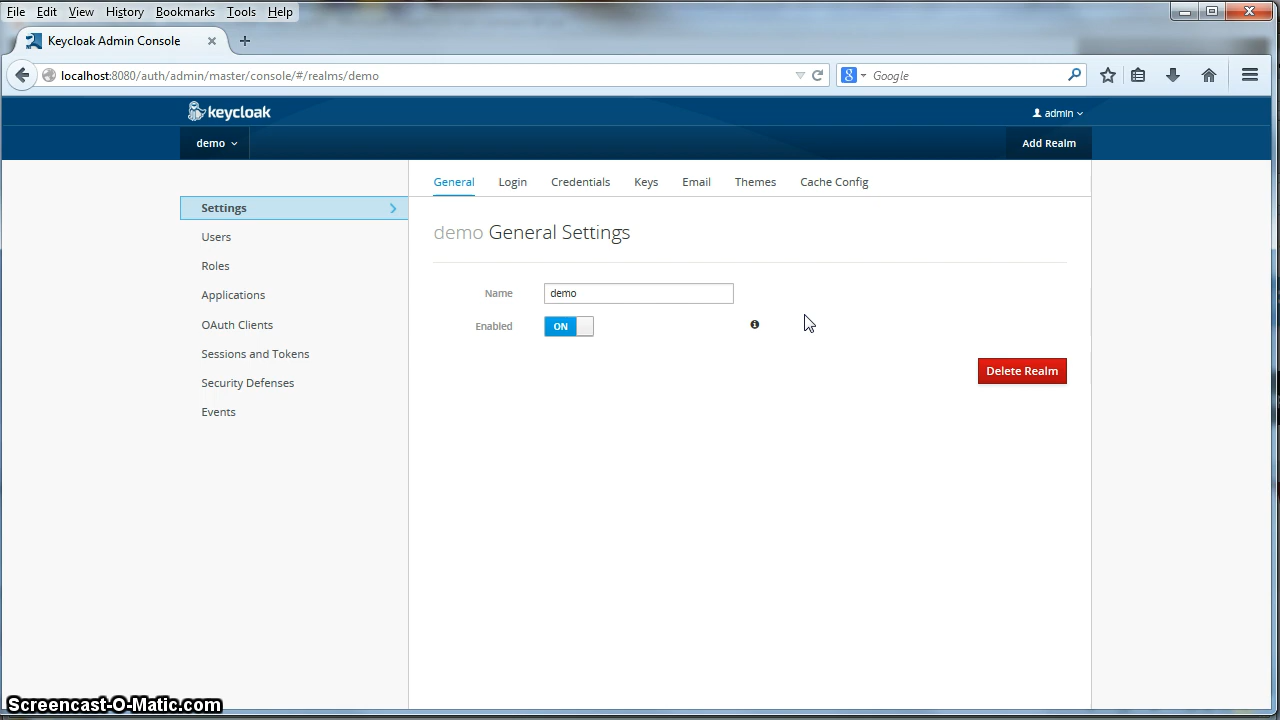 File Edit View History Bookmarks Tools Help
Keycloak Admin Console
localhost:8080/auth/admin/master/console/#/realms/demo
Google
keycloak
admin
demo
Add Realm
General Login Credentials Keys Email Themes Cache Config
Settings
Users
Roles
Applications
OAuth Clients
Sessions and Tokens
Security Defenses
Events
demo General Settings
Name demo
Enabled ON
Delete Realm
Screencast-O-Matic.com